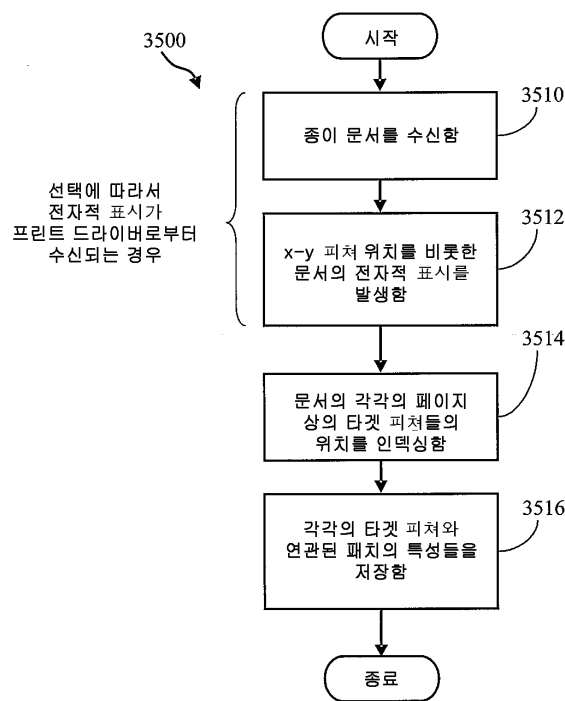 시작
3500
3510
종이 문서를 수신함
선택에 따라서
전자적 표시가
프린트 드라이버로부터
수신되는 경우
3512
x-y 피쳐 위치를 비롯한
문서의 전자적 표시를
발생함
3514
문서의 각각의 페이지
상의 타겟 피쳐들의
위치를 인덱싱함
3516
각각의 타겟 피쳐와
연관된 패치의 특성들을
저장함
종료